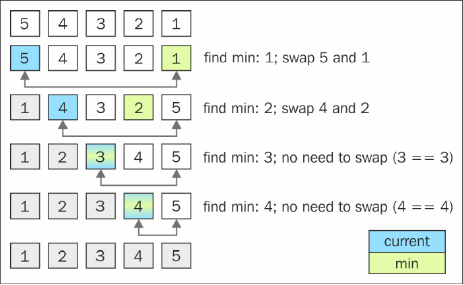 5 4 3 2 1
5 4 3 2 1 find min: 1; swap 5 and 1
1 4 3 2 5 find min: 2; swap 4 and 2
1 2 3 4 5 find min: 3; no need to swap (3 == 3)
1 2 3 4 5 find min: 4; no need to swap (4 == 4)
1 2 3 4 5
current
min